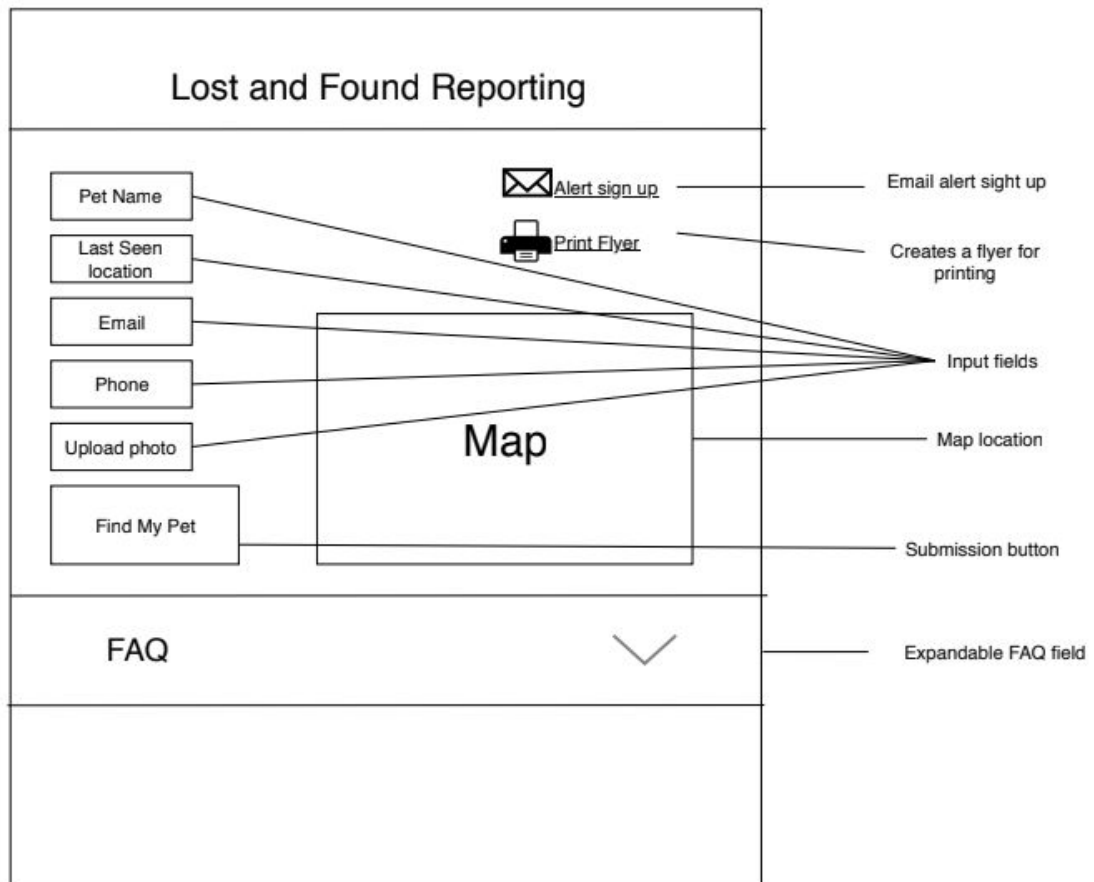 Lost and Found Reporting
Pet Name
Last Seen
location
Email
Phone
Upload photo
Find My Pet
Alert sign up
Print Flyer
Map
Email alert sight up
Creates a flyer for
printing
Input fields
Map location
Submission button
FAQ
Expandable FAQ field